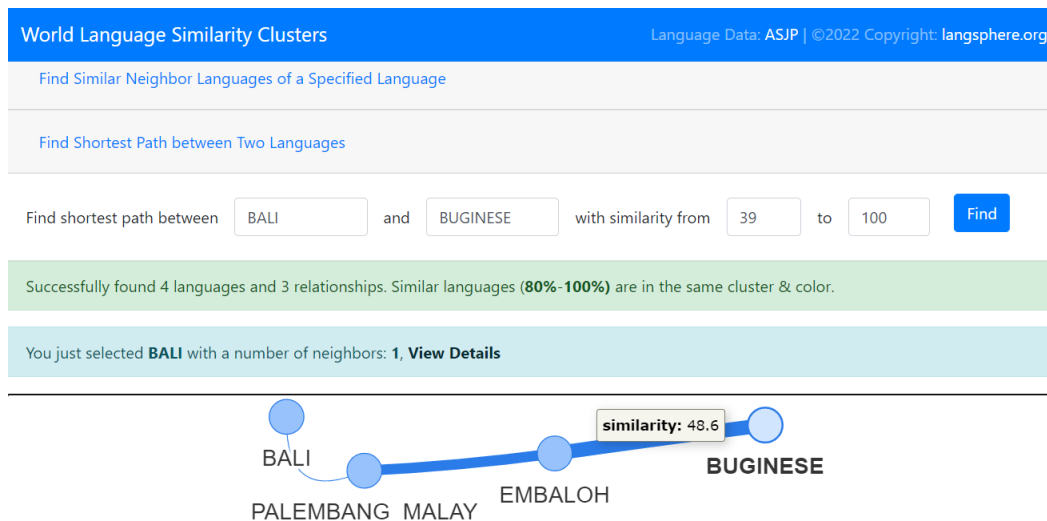 World Language Similarity Clusters Language Data: ASJP | ©2022 Copyright: langsphere.org
Find Similar Neighbor Languages of a Specified Language
Find Shortest Path between Two Languages
Find shortest path between BALI and BUGINESE with similarity from 39 to 100 Find
Successfully found 4 languages and 3 relationships. Similar languages (80%-100%) are in the same cluster & color.
You just selected BALI with a number of neighbors: 1, View Details
similarity: 48.6
BALI
BUGINESE
EMBALOH
PALEMBANG MALAY